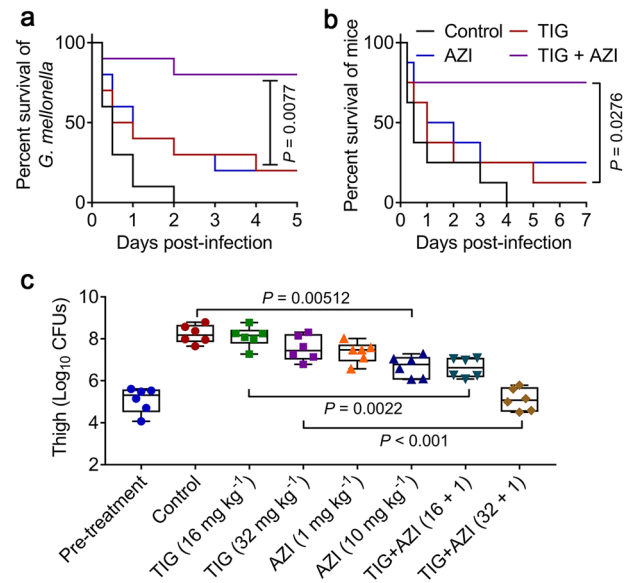 a
Percent survival of
G. mellonella
100
50
0
0 1 2 3 4 5
Days post-infection
P = 0.0077
b
Control
TIG
AZI
TIG + AZI
Percent survival of mice
100
50
0
0 1 2 3 4 5 6 7
Days post-infection
P = 0.0276
c
Thigh (Log10 CFUs)
10
8
6
4
2
P = 0.00512
P = 0.0022
P < 0.001
Pre-treatment
Control
TIG (16 mg kg⁻¹)
TIG (32 mg kg⁻¹)
AZI (1 mg kg⁻¹)
AZI (10 mg kg⁻¹)
TIG+AZI (16 + 1)
TIG+AZI (32 + 1)